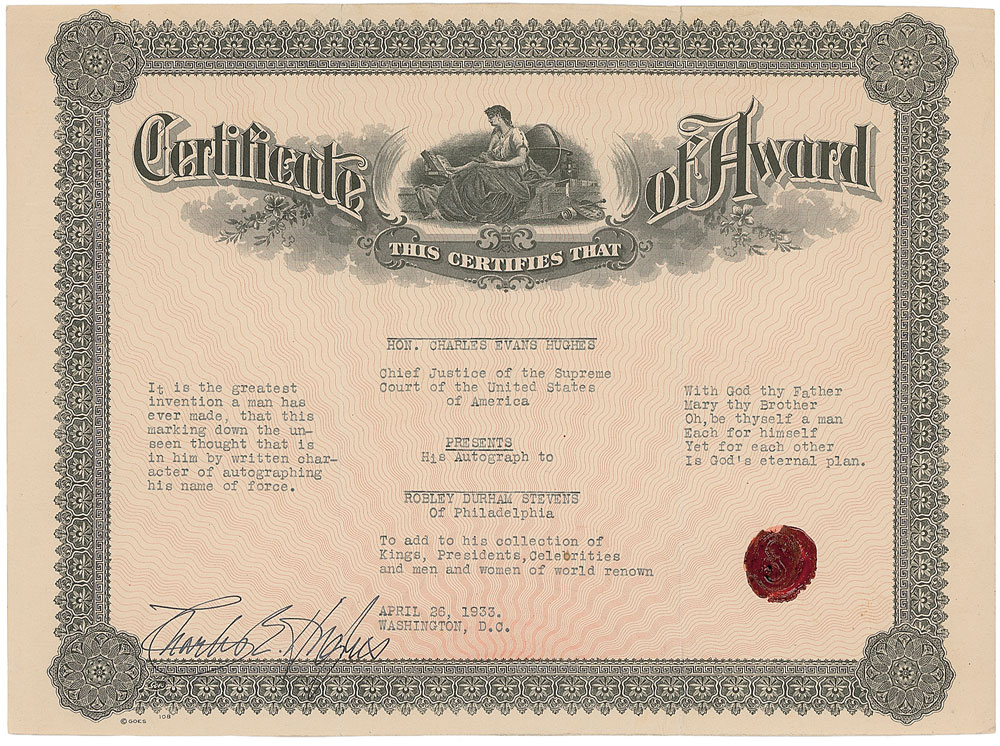 Certificate of Award
THIS CERTIFIES THAT
HON. CHARLES EVANS HUGHES
Chief Justice of the Supreme
Court of the United States
of America
It is the greatest
invention a man has
ever made, that this
marking down the un-
seen thought that is
in him by written char-
acter of autographing
his name of force.
PRESENTS
His Autograph to
With God thy Father
Mary thy Brother
Oh,be thyself a man
Each for himself
Yet for each other
Is God's eternal plan.
ROBLEY DURHAM STEVENS
Of Philadelphia
To add to his collection of
Kings, Presidents,Celebrities
and men and women of world renown
APRIL 26, 1933.
WASHINGTON, D.C.
Charles E. Hughes
© GOES 108